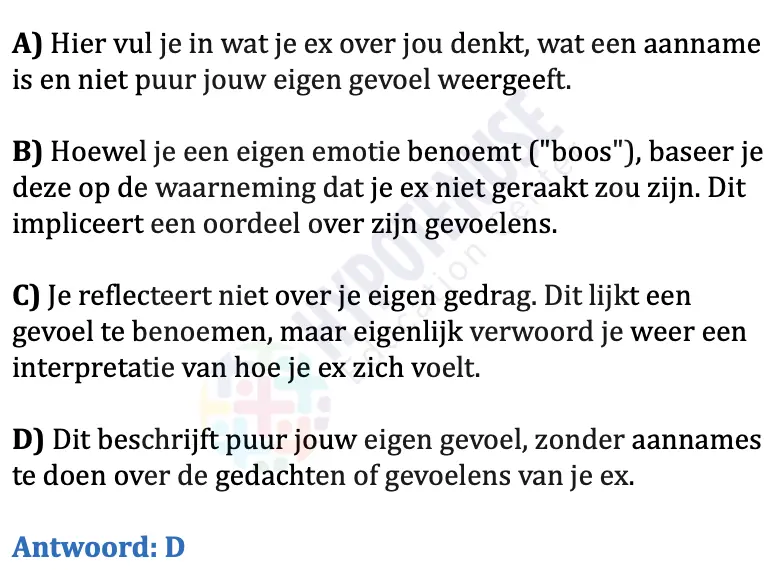 A) Hier vul je in wat je ex over jou denkt, wat een aanname
is en niet puur jouw eigen gevoel weergeeft.
B) Hoewel je een eigen emotie benoemt ("boos"), baseer je
deze op de waarneming dat je ex niet geraakt zou zijn. Dit
impliceert een oordeel over zijn gevoelens.
C) Je reflecteert niet over je eigen gedrag. Dit lijkt een
gevoel te benoemen, maar eigenlijk verwoord je weer een
interpretatie van hoe je ex zich voelt.
D) Dit beschrijft puur jouw eigen gevoel, zonder aannames
te doen over de gedachten of gevoelens van je ex.
Antwoord: D
HYPOTENUSE